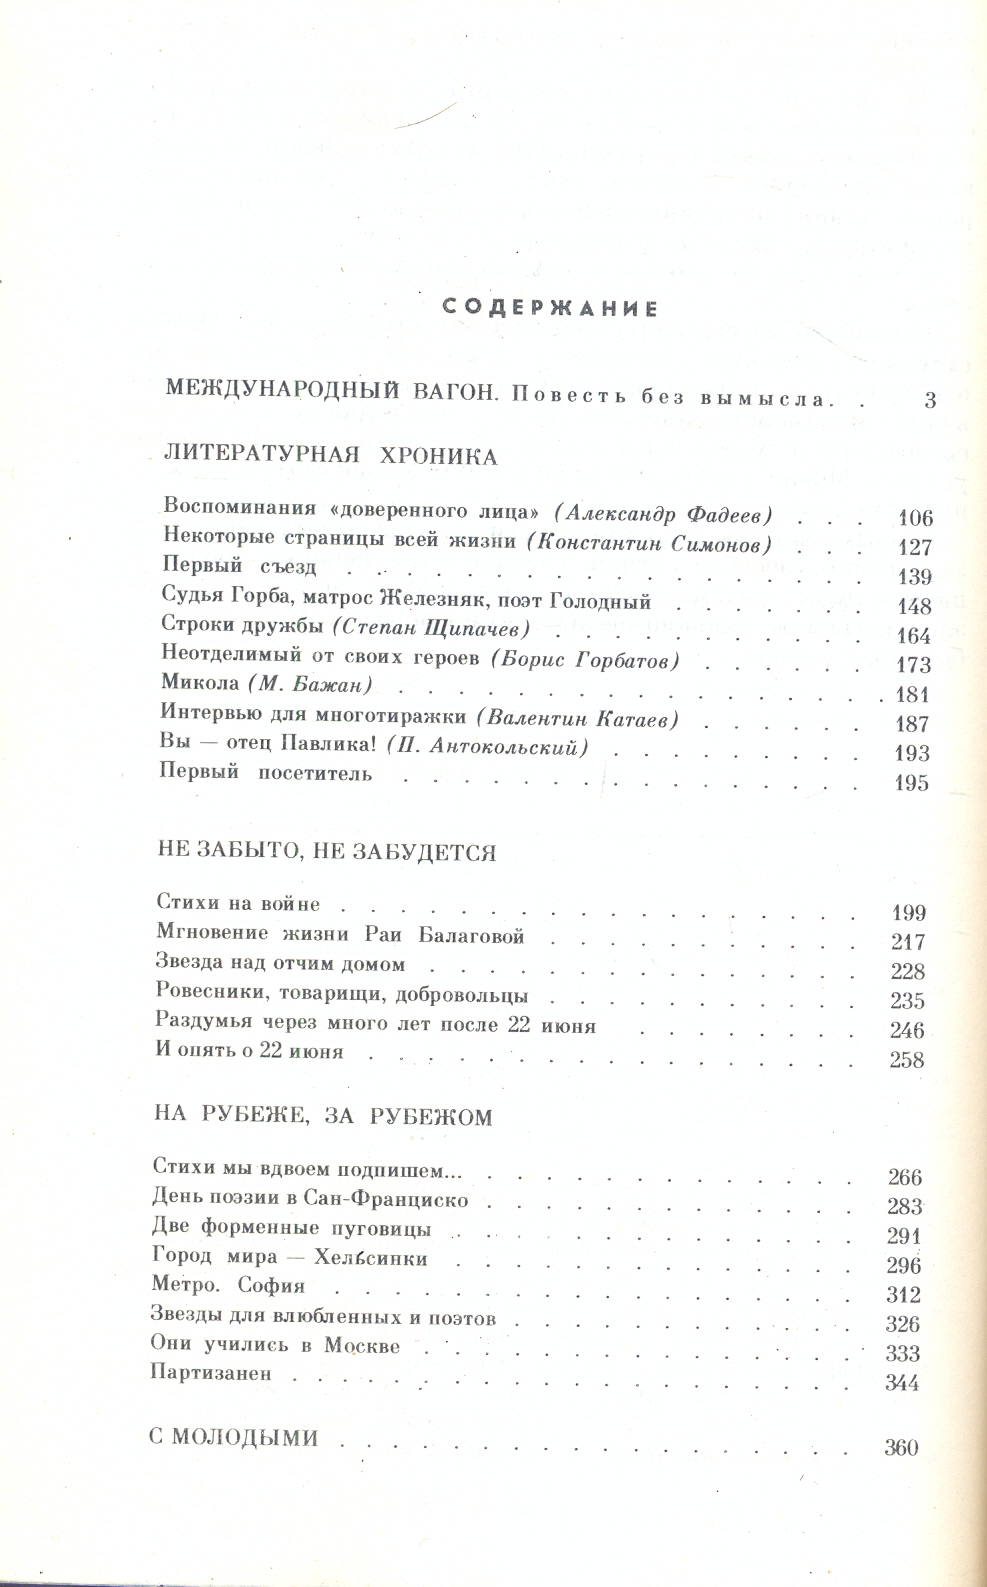 СОДЕРЖАНИЕ
МЕЖДУНАРОДНЫЙ ВАГОН. Повесть без вымысла. . 3
ЛИТЕРАТУРНАЯ ХРОНИКА
Воспоминания «доверенного лица» (Александр Фадеев) . . . 106
Некоторые страницы всей жизни (Константин Симонов) . . . 127
Первый съезд . . . . . . . . . . . . . . . . . . 139
Судья Горба, матрос Железняк, поэт Голодный . . . . . . . 148
Строки дружбы (Степан Щипачев) . . . . . . . . . . . 164
Неотделимый от своих героев (Борис Горбатов) . . . . . . 173
Микола (М. Бажан) . . . . . . . . . . . . . . . . . 181
Интервью для многотиражки (Валентин Катаев) . . . . . . 187
Вы — отец Павлика! (П. Антокольский) . . . . . . . . . 193
Первый посетитель . . . . . . . . . . . . . . . . 195
НЕ ЗАБЫТО, НЕ ЗАБУДЕТСЯ
Стихи на войне . . . . . . . . . . . . . . . . . . 199
Мгновение жизни Раи Балаговой . . . . . . . . . . . 217
Звезда над отчим домом . . . . . . . . . . . . . . . 228
Ровесники, товарищи, добровольцы . . . . . . . . . . . 235
Раздумья через много лет после 22 июня . . . . . . . . 246
И опять о 22 июня . . . . . . . . . . . . . . . . . 258
НА РУБЕЖЕ, ЗА РУБЕЖОМ
Стихи мы вдвоем подпишем... . . . . . . . . . . . . . 266
День поэзии в Сан-Франциско . . . . . . . . . . . . . 283
Две форменные пуговицы . . . . . . . . . . . . . . 291
Город мира — Хельсинки . . . . . . . . . . . . . . 296
Метро. София . . . . . . . . . . . . . . . . . . 312
Звезды для влюбленных и поэтов . . . . . . . . . . . . 326
Они учились в Москве . . . . . . . . . . . . . . . 333
Партизанен . . . . . . . . . . . . . . . . . . . 344
С МОЛОДЫМИ . . . . . . . . . . . . . . . . . . 360